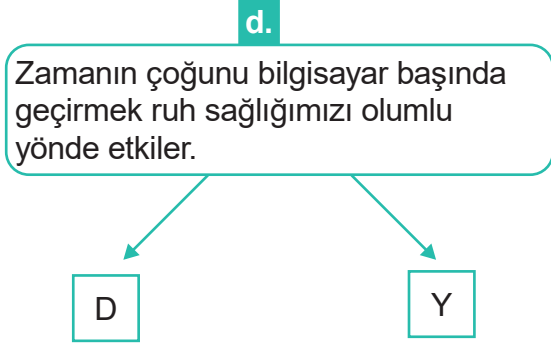 d.
Zamanın çoğunu bilgisayar başında
geçirmek ruh sağlığımızı olumlu
yönde etkiler.
D
Y